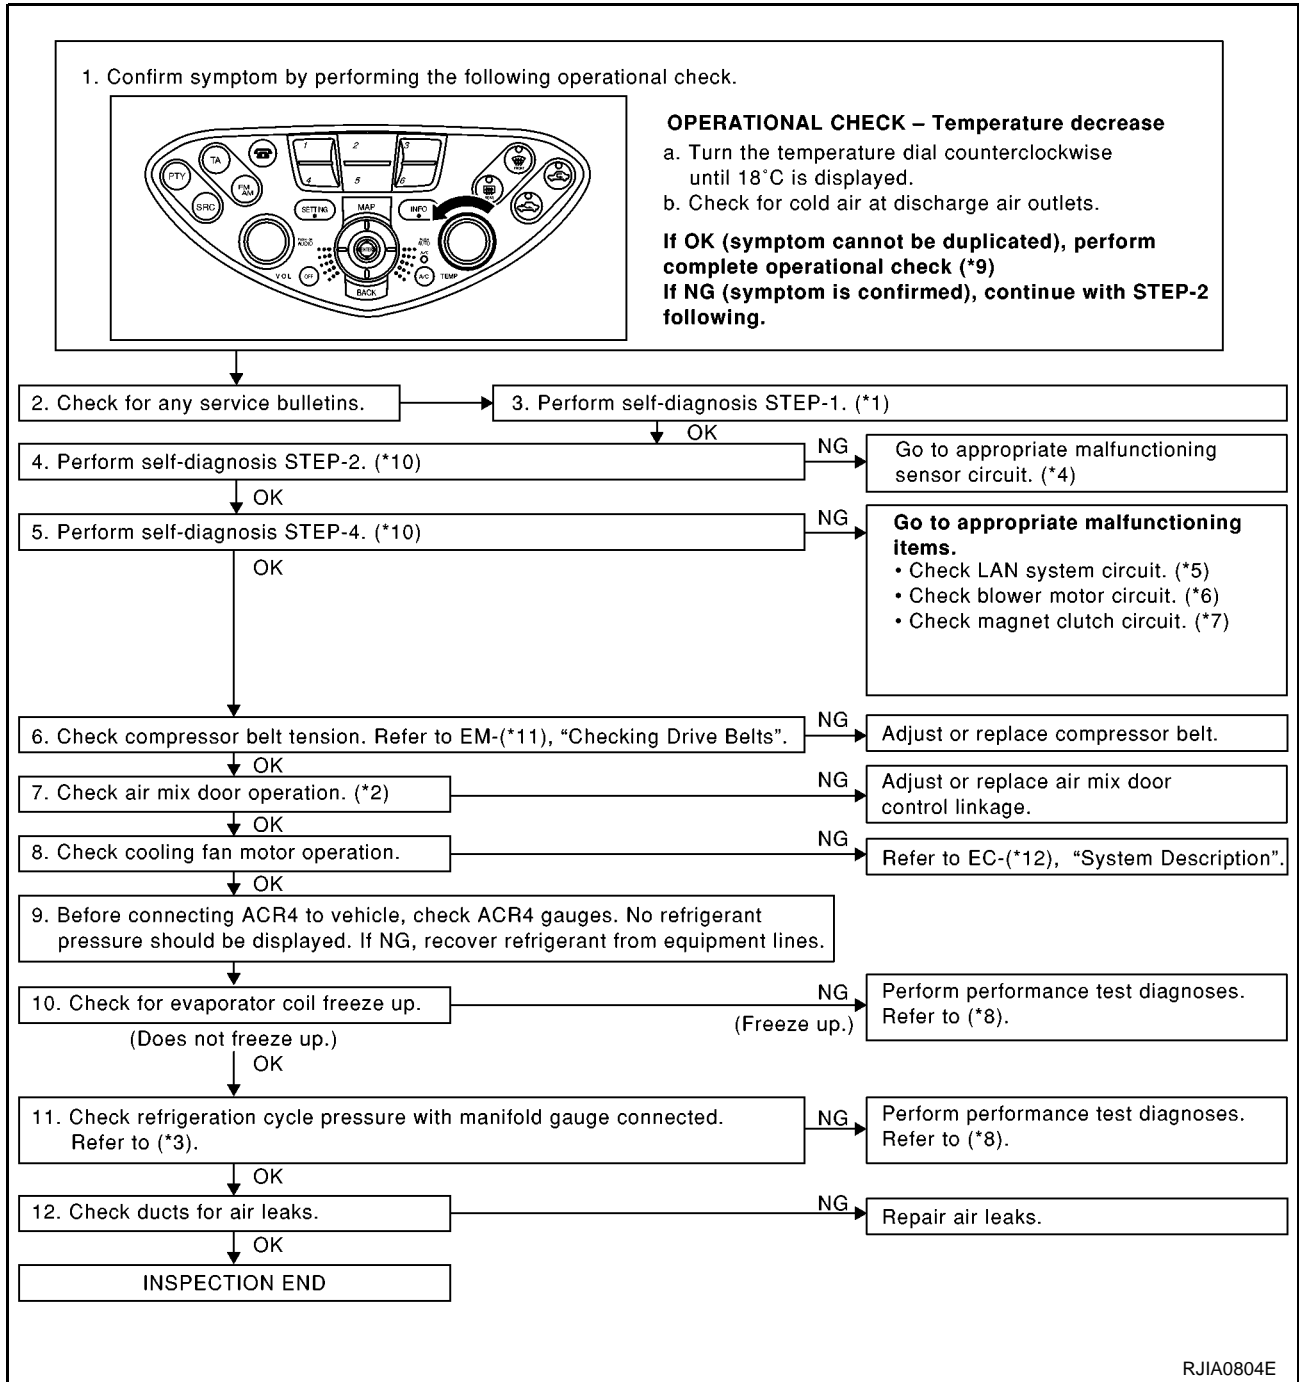 1. Confirm symptom by performing the following operational check.
PTY
TA
SRC
FM
AM
1
2
3
4
5
6
SETTING
MAP
INFO
VOL
OFF
BACK
A/C
TEMP
OPERATIONAL CHECK – Temperature decrease
a. Turn the temperature dial counterclockwise
until 18°C is displayed.
b. Check for cold air at discharge air outlets.
If OK (symptom cannot be duplicated), perform
complete operational check (*9)
If NG (symptom is confirmed), continue with STEP-2
following.
2. Check for any service bulletins.
3. Perform self-diagnosis STEP-1. (*1)
OK
4. Perform self-diagnosis STEP-2. (*10)
NG
Go to appropriate malfunctioning
sensor circuit. (*4)
OK
5. Perform self-diagnosis STEP-4. (*10)
NG
Go to appropriate malfunctioning
items.
• Check LAN system circuit. (*5)
• Check blower motor circuit. (*6)
• Check magnet clutch circuit. (*7)
OK
6. Check compressor belt tension. Refer to EM-(*11), “Checking Drive Belts”.
NG
Adjust or replace compressor belt.
OK
7. Check air mix door operation. (*2)
NG
Adjust or replace air mix door
control linkage.
OK
8. Check cooling fan motor operation.
NG
Refer to EC-(*12), “System Description”.
OK
9. Before connecting ACR4 to vehicle, check ACR4 gauges. No refrigerant
pressure should be displayed. If NG, recover refrigerant from equipment lines.
10. Check for evaporator coil freeze up.
NG
(Freeze up.)
Perform performance test diagnoses.
Refer to (*8).
(Does not freeze up.)
OK
11. Check refrigeration cycle pressure with manifold gauge connected.
Refer to (*3).
NG
Perform performance test diagnoses.
Refer to (*8).
OK
12. Check ducts for air leaks.
NG
Repair air leaks.
OK
INSPECTION END
RJIA0804E